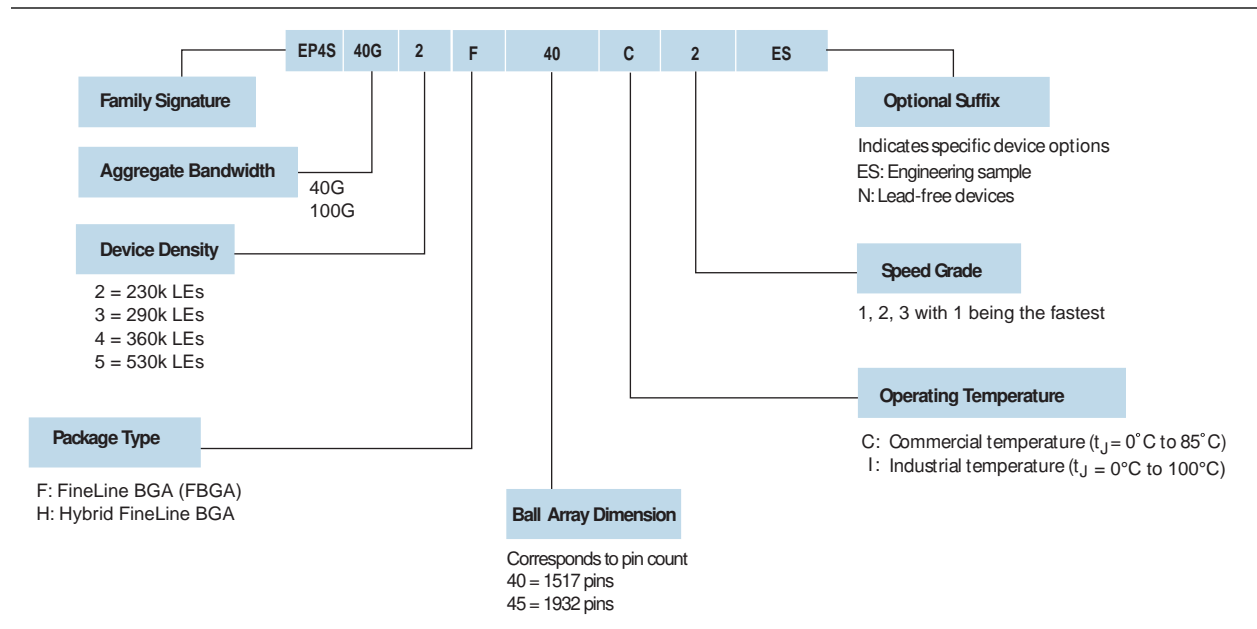 EP4S 40G 2 F 40 C 2 ES
Family Signature
Optional Suffix
Indicates specific device options
ES: Engineering sample
N: Lead-free devices
Aggregate Bandwidth
40G
100G
Device Density
2 = 230k LEs
3 = 290k LEs
4 = 360k LEs
5 = 530k LEs
Speed Grade
1, 2, 3 with 1 being the fastest
Operating Temperature
C: Commercial temperature (tJ = 0°C to 85°C)
I: Industrial temperature (tJ = 0°C to 100°C)
Package Type
F: FineLine BGA (FBGA)
H: Hybrid FineLine BGA
Ball Array Dimension
Corresponds to pin count
40 = 1517 pins
45 = 1932 pins